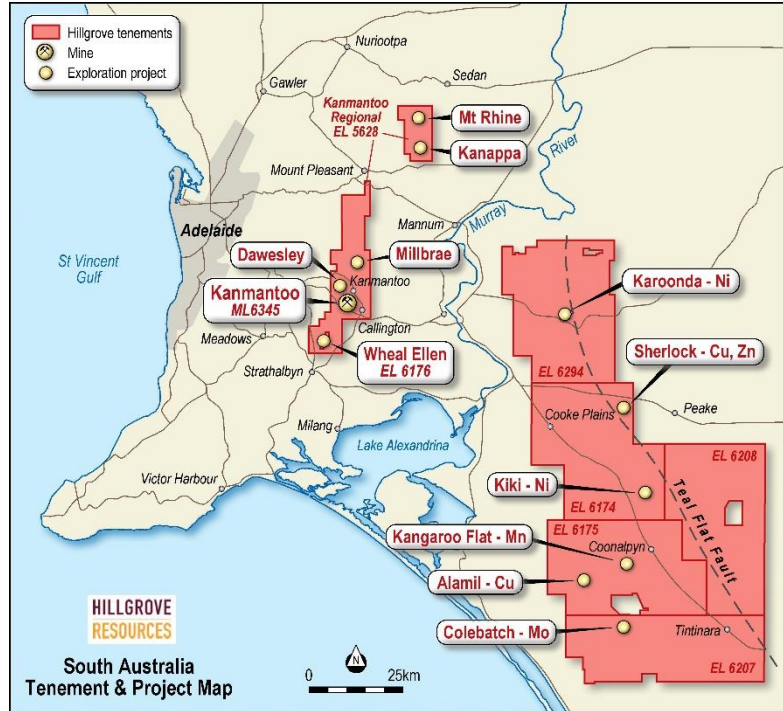 Hillgrove tenements
Mine
Exploration project
Nuriootpa
Gawler
Sedan
Kanmantoo
Regional
EL 5628
Mt Rhine
Kanappa
Mount Pleasant
River
Murray
Mannum
Adelaide
St Vincent
Gulf
Dawesley
Millbrae
Kanmantoo
Kanmantoo
ML6345
Callington
Meadows
Wheal Ellen
EL 6176
Strathalbyn
Karoonda - Ni
Sherlock - Cu, Zn
EL 6294
Peake
Cooke Plains
Milang
Lake Alexandrina
Victor Harbour
EL 6208
Kiki - Ni
EL 6174
Teal Flat Fault
EL 6175
Kangaroo Flat - Mn
Coonalpyn
Alamil - Cu
Colebatch - Mo
Tintinara
EL 6207
HILLGROVE
RESOURCES
South Australia
Tenement & Project Map
N
0
25km